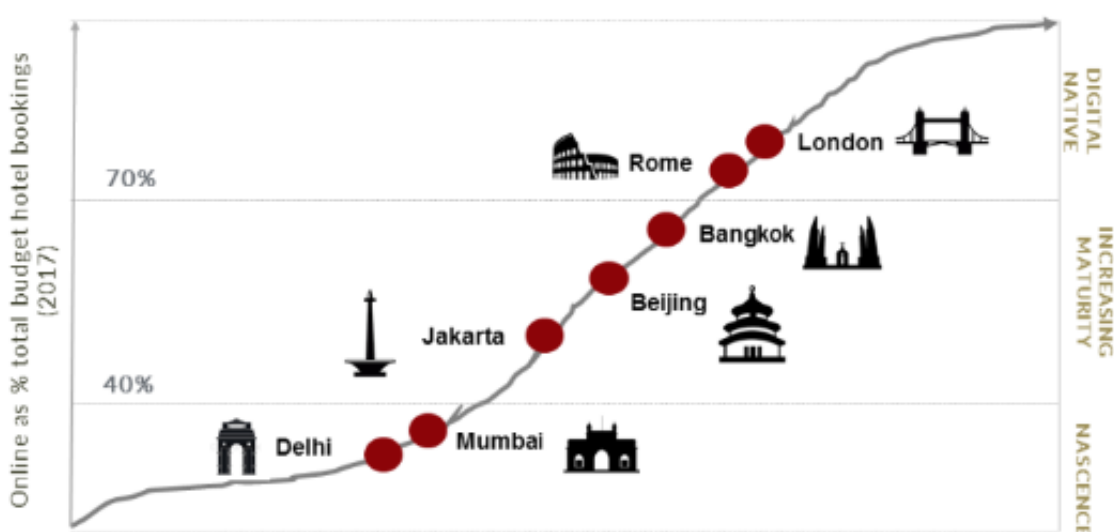 Online as % total budget hotel bookings
(2017)
DIGITAL
NATIVE
London
Rome
70%
Bangkok
INCREASING
MATURITY
Beijing
Jakarta
40%
Delhi
Mumbai
NASCENCE